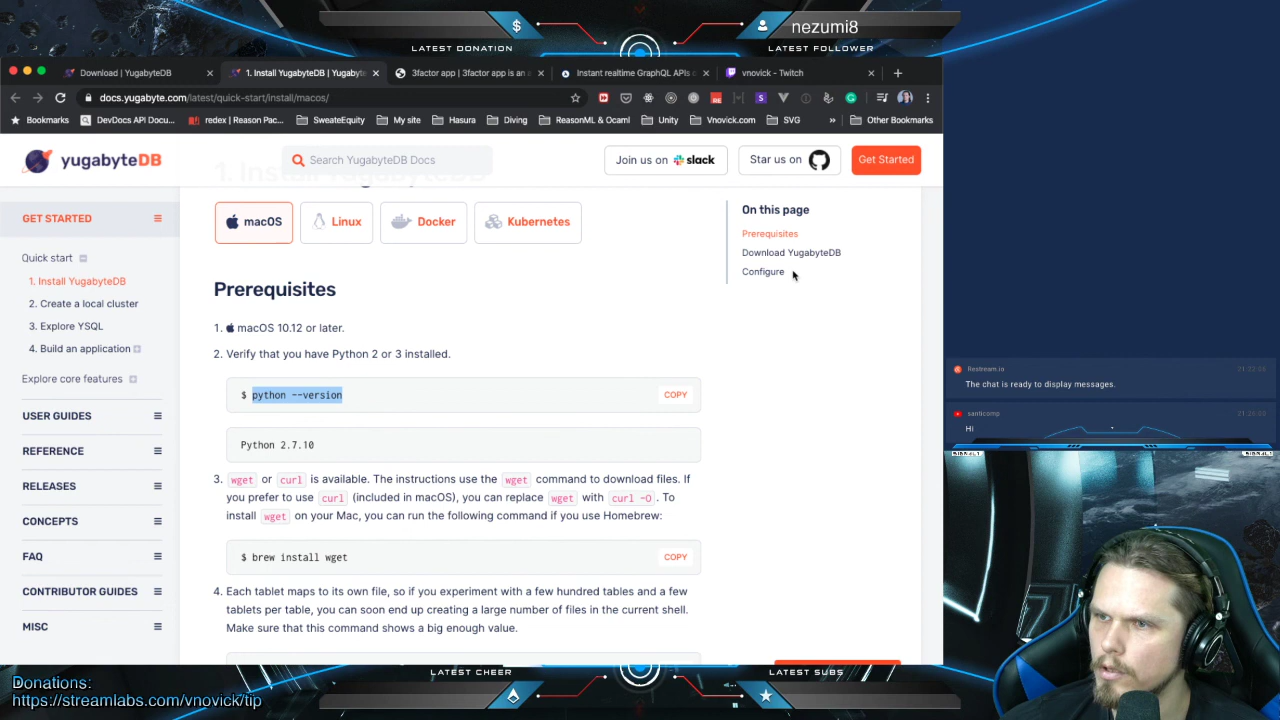 nezumi8
LATEST DONATION
LATEST FOLLOWER
Download | YugabyteDB
1. Install YugabyteDB | Yugabyte
3factor app | 3factor app is an
Instant realtime GraphQL APIs
vnovick - Twitch
docs.yugabyte.com/latest/quick-start/install/macos/
Bookmarks
DevDocs API Docu...
redex | Reason Pac...
SweateEquity
My site
Hasura
Diving
ReasonML & Ocaml
Unity
Vnovick.com
SVG
Other Bookmarks
yugabyteDB
Search YugabyteDB Docs
Join us on slack
Star us on
Get Started
1. Install YugabyteDB
GET STARTED
Quick start
1. Install YugabyteDB
2. Create a local cluster
3. Explore YSQL
4. Build an application
Explore core features
USER GUIDES
REFERENCE
RELEASES
CONCEPTS
FAQ
CONTRIBUTOR GUIDES
MISC
macOS
Linux
Docker
Kubernetes
On this page
Prerequisites
Download YugabyteDB
Configure
Prerequisites
1. macOS 10.12 or later.
2. Verify that you have Python 2 or 3 installed.
$ python --version
COPY
Python 2.7.10
3. wget or curl is available. The instructions use the wget command to download files. If
you prefer to use curl (included in macOS), you can replace wget with curl -O . To
install wget on your Mac, you can run the following command if you use Homebrew:
$ brew install wget
COPY
4. Each tablet maps to its own file, so if you experiment with a few hundred tables and a few
tablets per table, you can soon end up creating a large number of files in the current shell.
Make sure that this command shows a big enough value.
Restream.io
The chat is ready to display messages.
santicomp
Hi
LATEST CHEER
LATEST SUBS
Donations:
https://streamlabs.com/vnovick/tip